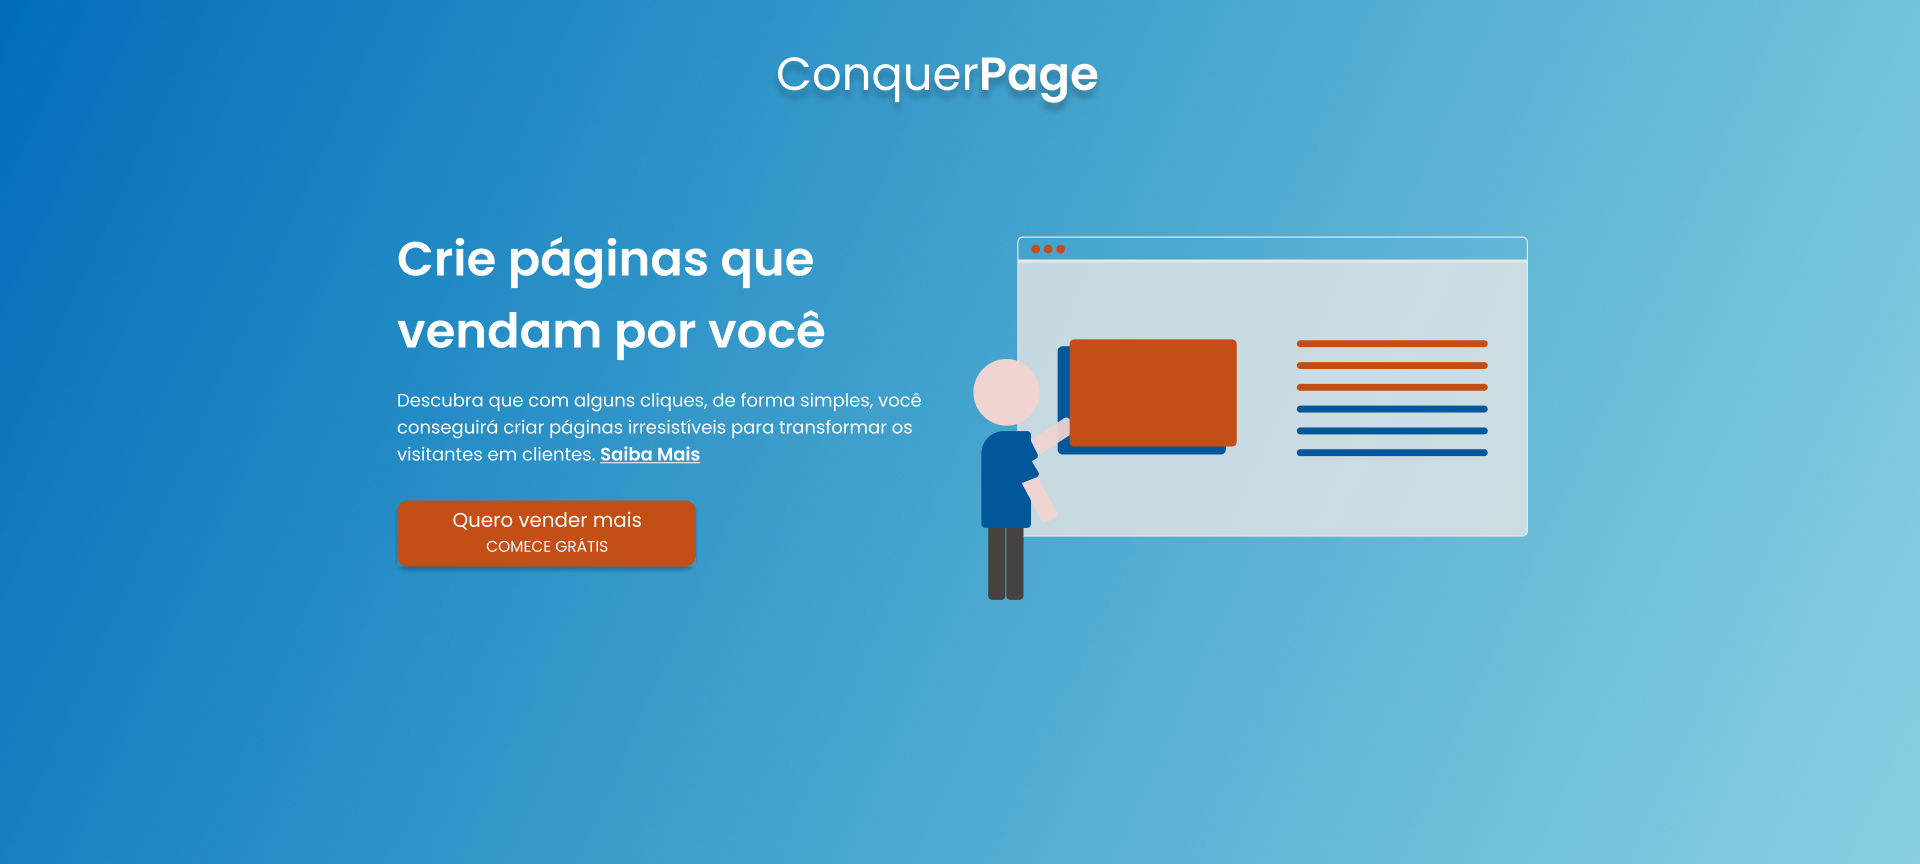 ConquerPage
Crie páginas que
vendam por você
Descubra que com alguns cliques, de forma simples, você
conseguirá criar páginas irresistíveis para transformar os
visitantes em clientes. Saiba Mais
Quero vender mais
COMECE GRÁTIS